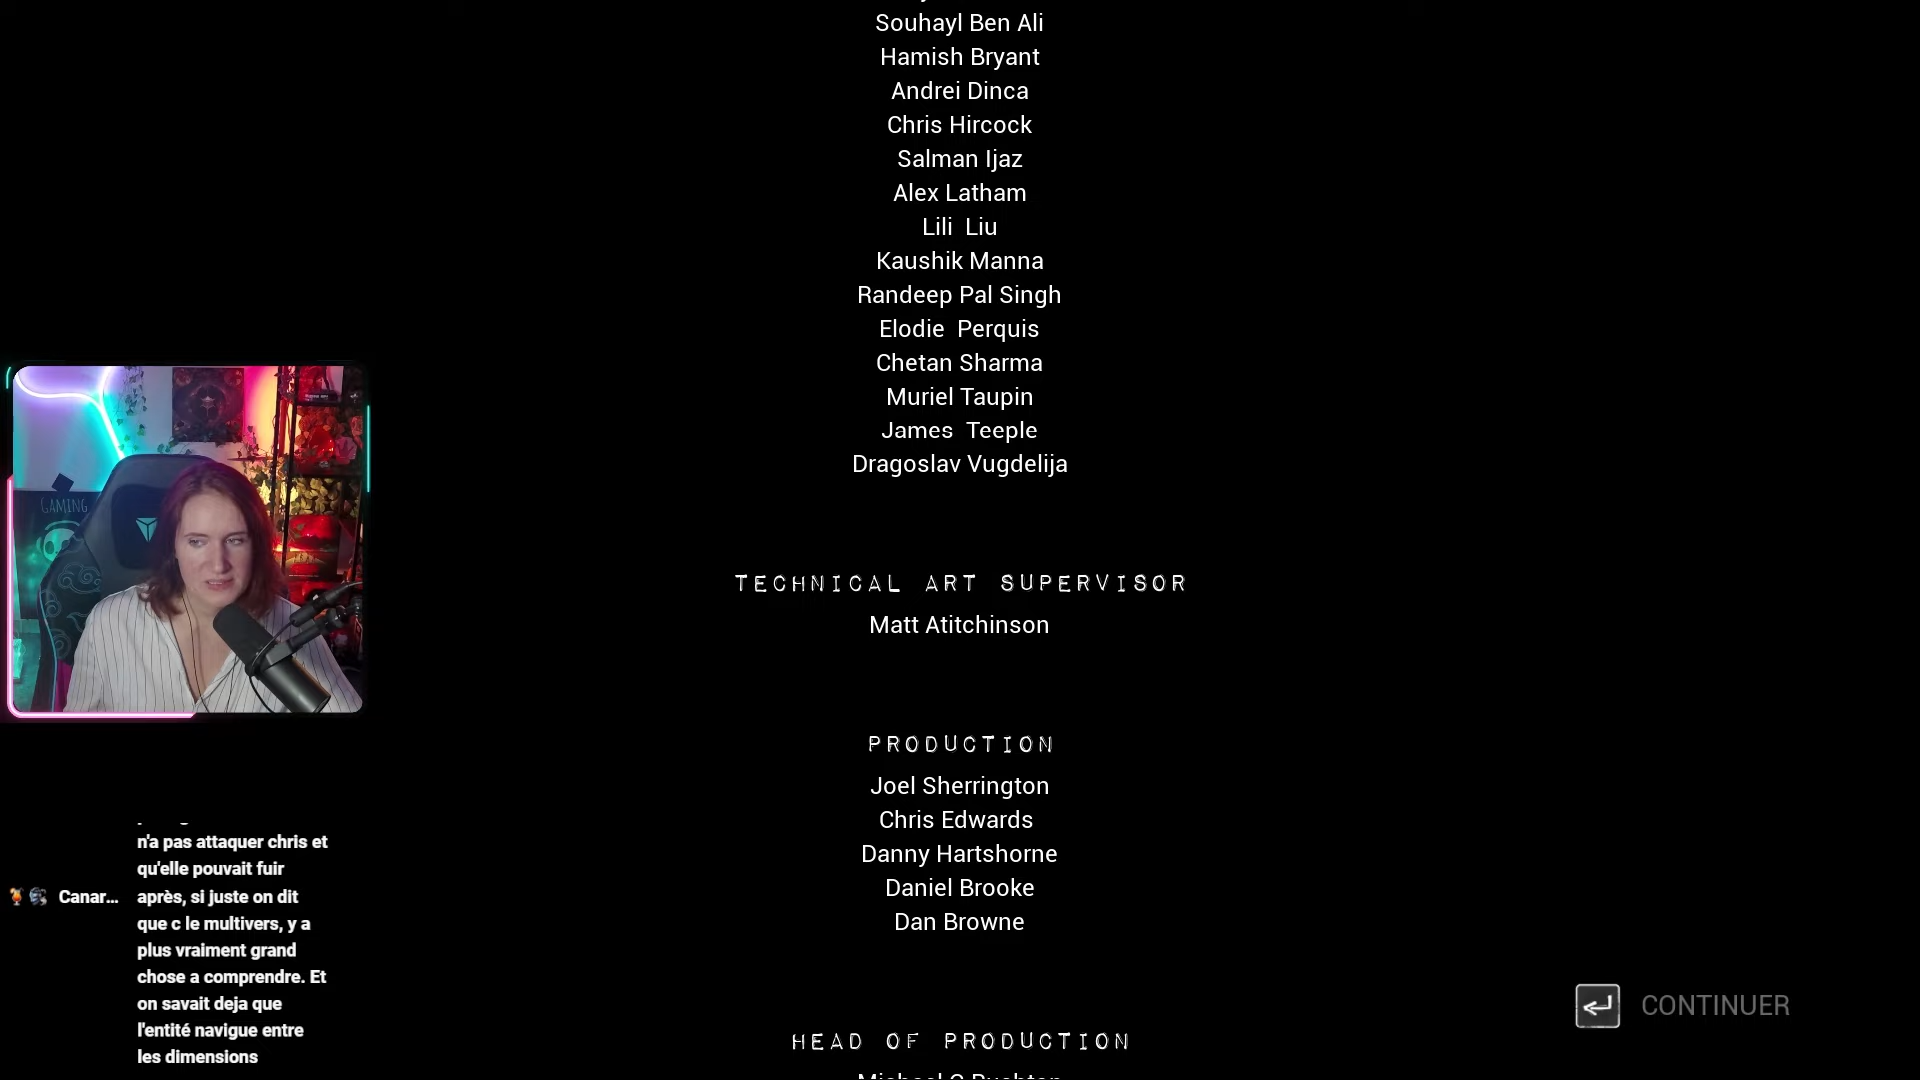 Souhayl Ben Ali
Hamish Bryant
Andrei Dinca
Chris Hircock
Salman Ijaz
Alex Latham
Lili  Liu
Kaushik Manna
Randeep Pal Singh
Elodie  Perquis
Chetan Sharma
Muriel Taupin
James  Teeple
Dragoslav Vugdelija
TECHNICAL ART SUPERVISOR
Matt Atitchinson
PRODUCTION
Joel Sherrington
Chris Edwards
Danny Hartshorne
Daniel Brooke
Dan Browne
HEAD OF PRODUCTION
GAMING
n'a pas attaquer chris et
qu'elle pouvait fuir
Canar... après, si juste on dit
que c le multivers, y a
plus vraiment grand
chose a comprendre. Et
on savait deja que
l'entité navigue entre
les dimensions
CONTINUER